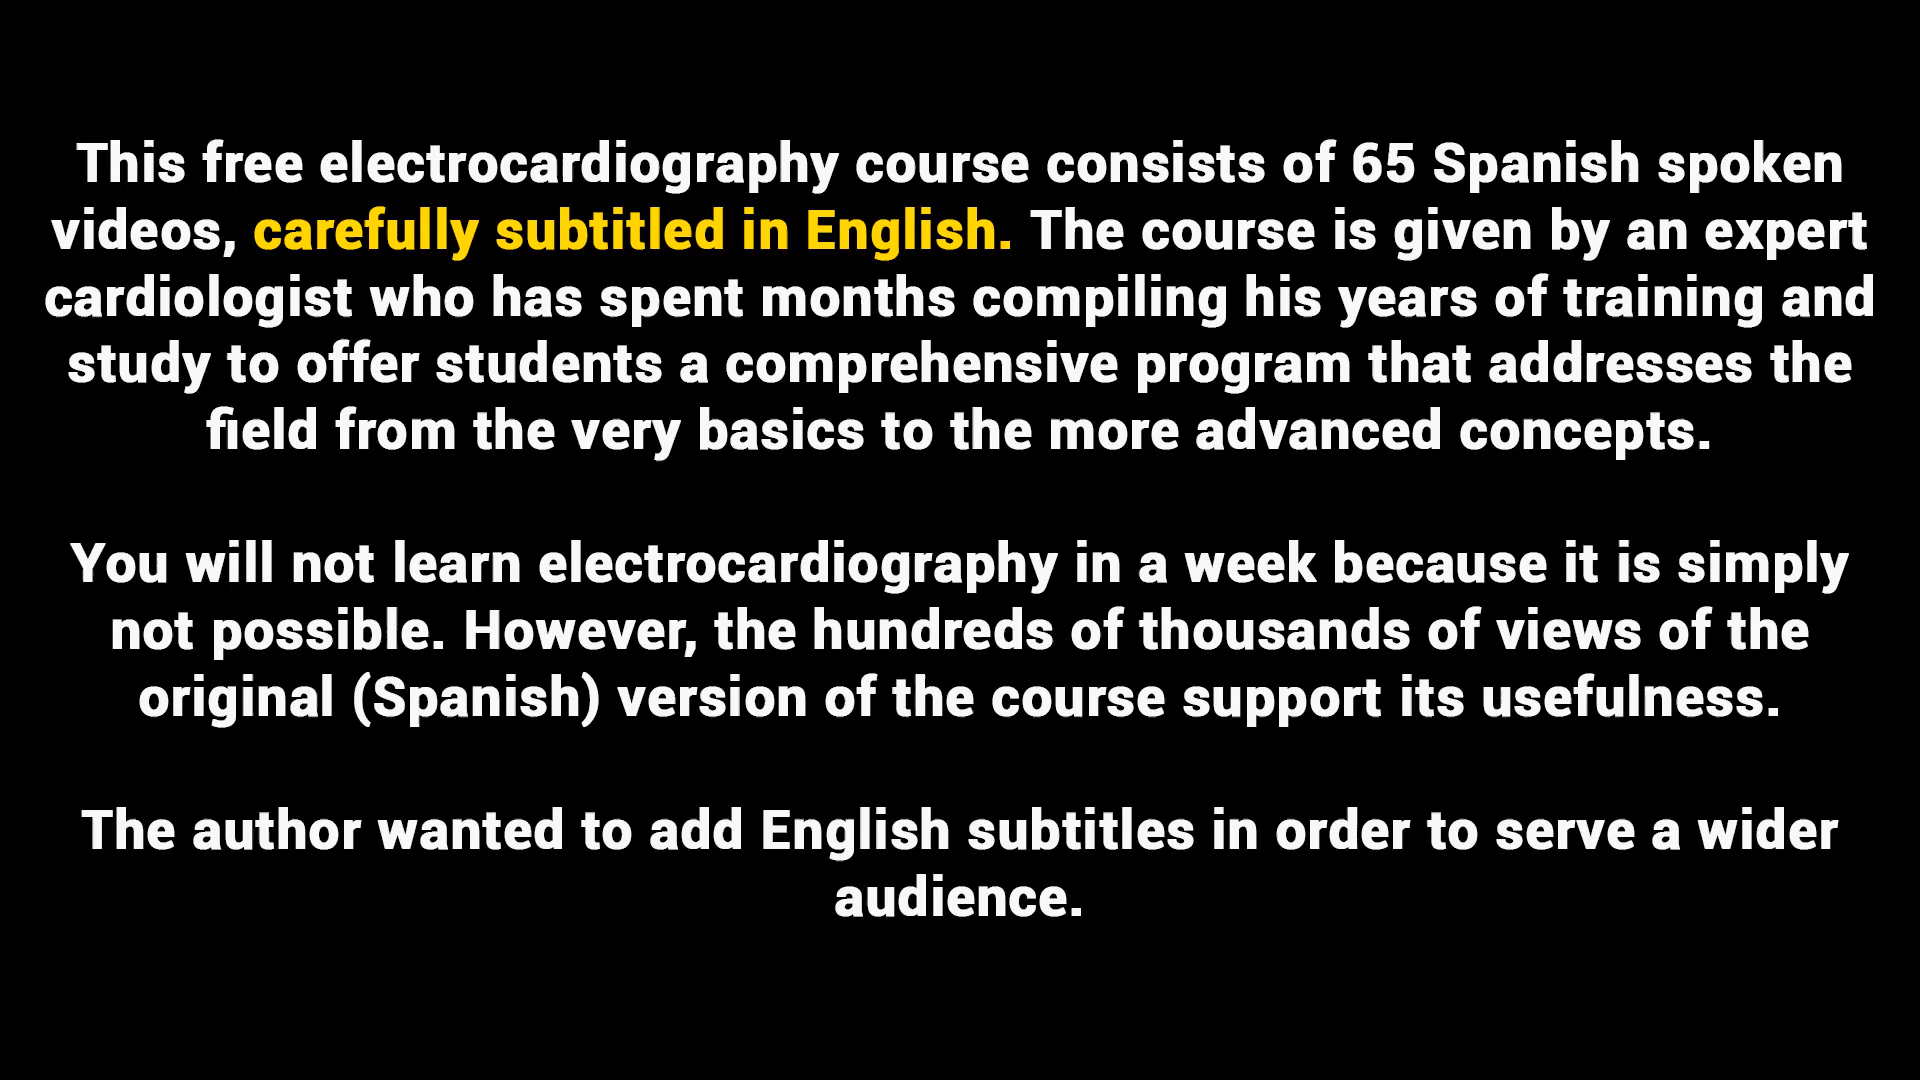 This free electrocardiography course consists of 65 Spanish spoken
videos, carefully subtitled in English. The course is given by an expert
cardiologist who has spent months compiling his years of training and
study to offer students a comprehensive program that addresses the
field from the very basics to the more advanced concepts.
You will not learn electrocardiography in a week because it is simply
not possible. However, the hundreds of thousands of views of the
original (Spanish) version of the course support its usefulness.
The author wanted to add English subtitles in order to serve a wider
audience.